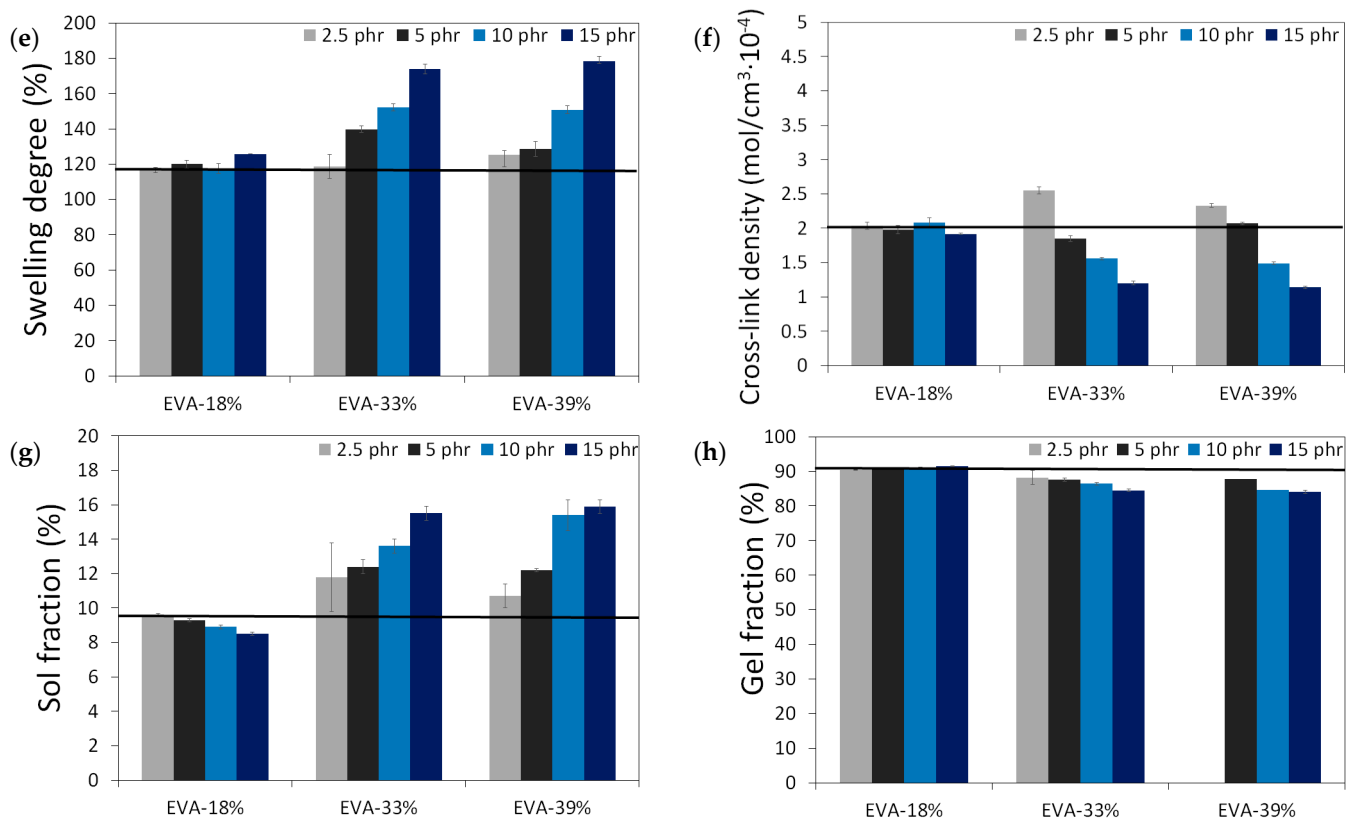 (e)
Swelling degree (%)
200
180
160
140
120
100
80
60
40
20
0
2.5 phr 5 phr 10 phr 15 phr
EVA-18% EVA-33% EVA-39%
(f)
Cross-link density (mol/cm³·10⁻⁴)
5
4.5
4
3.5
3
2.5
2
1.5
1
0.5
0
2.5 phr 5 phr 10 phr 15 phr
EVA-18% EVA-33% EVA-39%
(g)
Sol fraction (%)
20
18
16
14
12
10
8
6
4
2
0
2.5 phr 5 phr 10 phr 15 phr
EVA-18% EVA-33% EVA-39%
(h)
Gel fraction (%)
100
90
80
70
60
50
40
30
20
10
0
2.5 phr 5 phr 10 phr 15 phr
EVA-18% EVA-33% EVA-39%